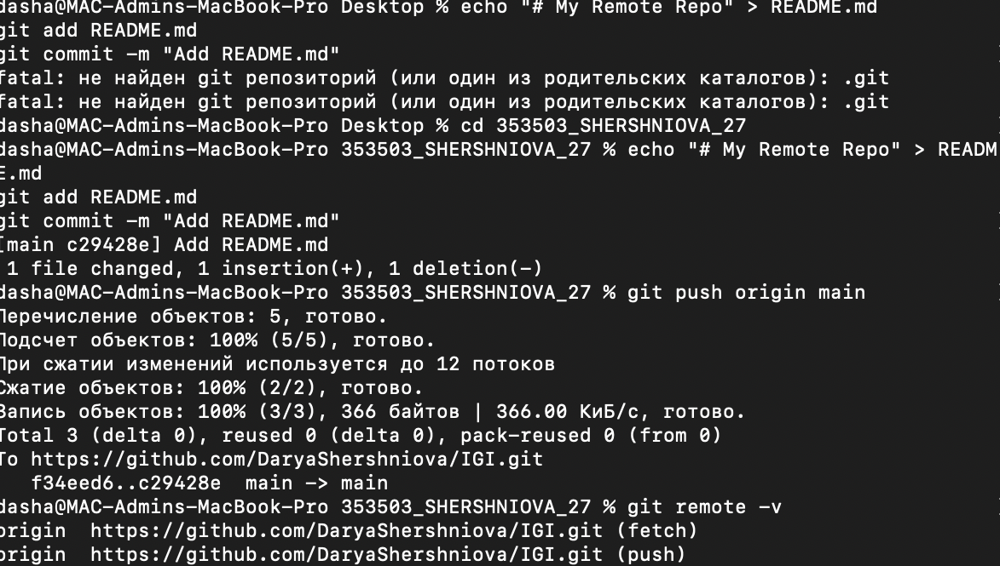 dasha@MAC-Admins-MacBook-Pro Desktop % echo "# My Remote Repo" > README.md
git add README.md
git commit -m "Add README.md"
fatal: не найден git репозиторий (или один из родительских каталогов): .git
fatal: не найден git репозиторий (или один из родительских каталогов): .git
dasha@MAC-Admins-MacBook-Pro Desktop % cd 353503_SHERSHNIOVA_27
dasha@MAC-Admins-MacBook-Pro 353503_SHERSHNIOVA_27 % echo "# My Remote Repo" > READM
E.md
git add README.md
git commit -m "Add README.md"
[main c29428e] Add README.md
 1 file changed, 1 insertion(+), 1 deletion(-)
dasha@MAC-Admins-MacBook-Pro 353503_SHERSHNIOVA_27 % git push origin main
Перечисление объектов: 5, готово.
Подсчет объектов: 100% (5/5), готово.
При сжатии изменений используется до 12 потоков
Сжатие объектов: 100% (2/2), готово.
Запись объектов: 100% (3/3), 366 байтов | 366.00 КиБ/с, готово.
Total 3 (delta 0), reused 0 (delta 0), pack-reused 0 (from 0)
To https://github.com/DaryaShershniova/IGI.git
   f34eed6..c29428e  main -> main
dasha@MAC-Admins-MacBook-Pro 353503_SHERSHNIOVA_27 % git remote -v
origin  https://github.com/DaryaShershniova/IGI.git (fetch)
origin  https://github.com/DaryaShershniova/IGI.git (push)